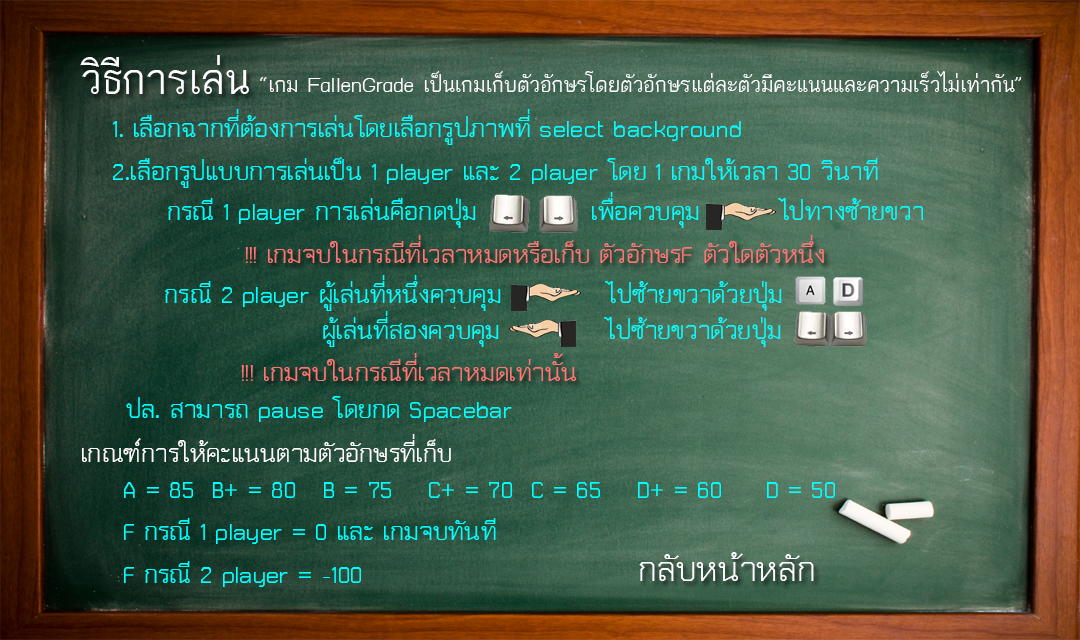 วิธีการเล่น “เกม FallenGrade เป็นเกมเก็บตัวอักษรโดยตัวอักษรแต่ละตัวมีคะแนนและความเร็วไม่เท่ากัน”
1. เลือกฉากที่ต้องการเล่นโดยเลือกรูปภาพที่ select background
2.เลือกรูปแบบการเล่นเป็น 1 player และ 2 player โดย 1 เกมให้เวลา 30 วินาที
กรณี 1 player การเล่นคือกดปุ่ม ← → เพื่อควบคุม ไปทางซ้ายขวา
!!! เกมจบในกรณีที่เวลาหมดหรือเก็บ ตัวอักษรF ตัวใดตัวหนึ่ง
กรณี 2 player ผู้เล่นที่หนึ่งควบคุม ไปซ้ายขวาด้วยปุ่ม A D
ผู้เล่นที่สองควบคุม ไปซ้ายขวาด้วยปุ่ม ← →
!!! เกมจบในกรณีที่เวลาหมดเท่านั้น
ปล. สามารถ pause โดยกด Spacebar
เกณฑ์การให้คะแนนตามตัวอักษรที่เก็บ
A = 85 B+ = 80 B = 75 C+ = 70 C = 65 D+ = 60 D = 50
F กรณี 1 player = 0 และ เกมจบทันที
F กรณี 2 player = -100
กลับหน้าหลัก